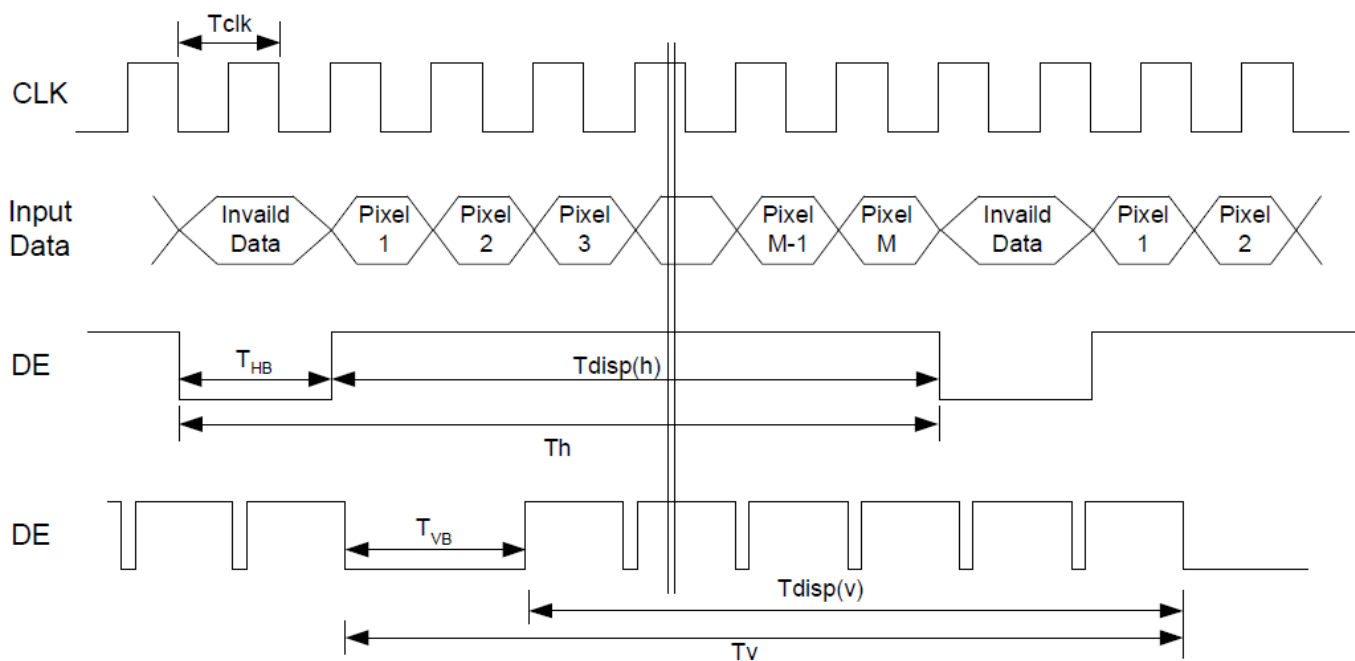 Tclk
CLK
Input
Data
Invaild
Data
Pixel
1
Pixel
2
Pixel
3
Pixel
M-1
Pixel
M
Invaild
Data
Pixel
1
Pixel
2
DE
THB
Tdisp(h)
Th
DE
TVB
Tdisp(v)
Tv